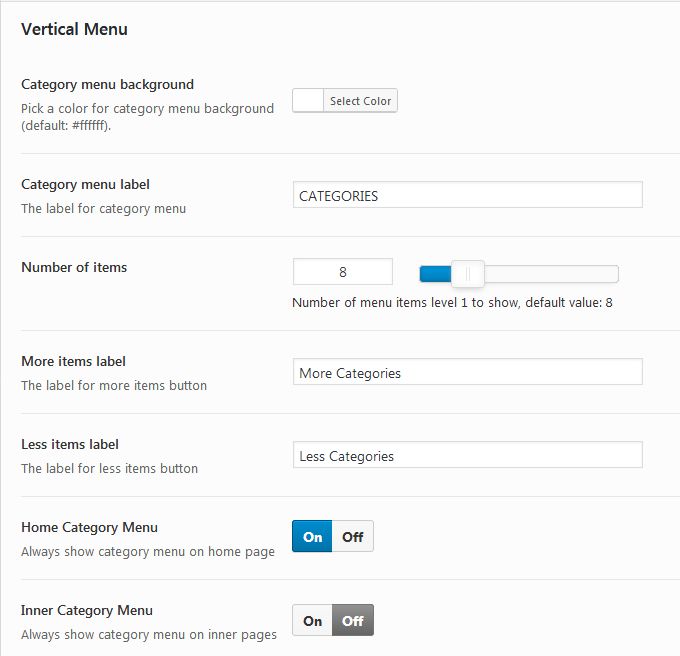 Vertical Menu
Category menu background
Pick a color for category menu background
(default: #ffffff).
Select Color
Category menu label
The label for category menu
CATEGORIES
Number of items
8
Number of menu items level 1 to show, default value: 8
More items label
The label for more items button
More Categories
Less items label
The label for less items button
Less Categories
Home Category Menu
Always show category menu on home page
On Off
Inner Category Menu
Always show category menu on inner pages
On Off